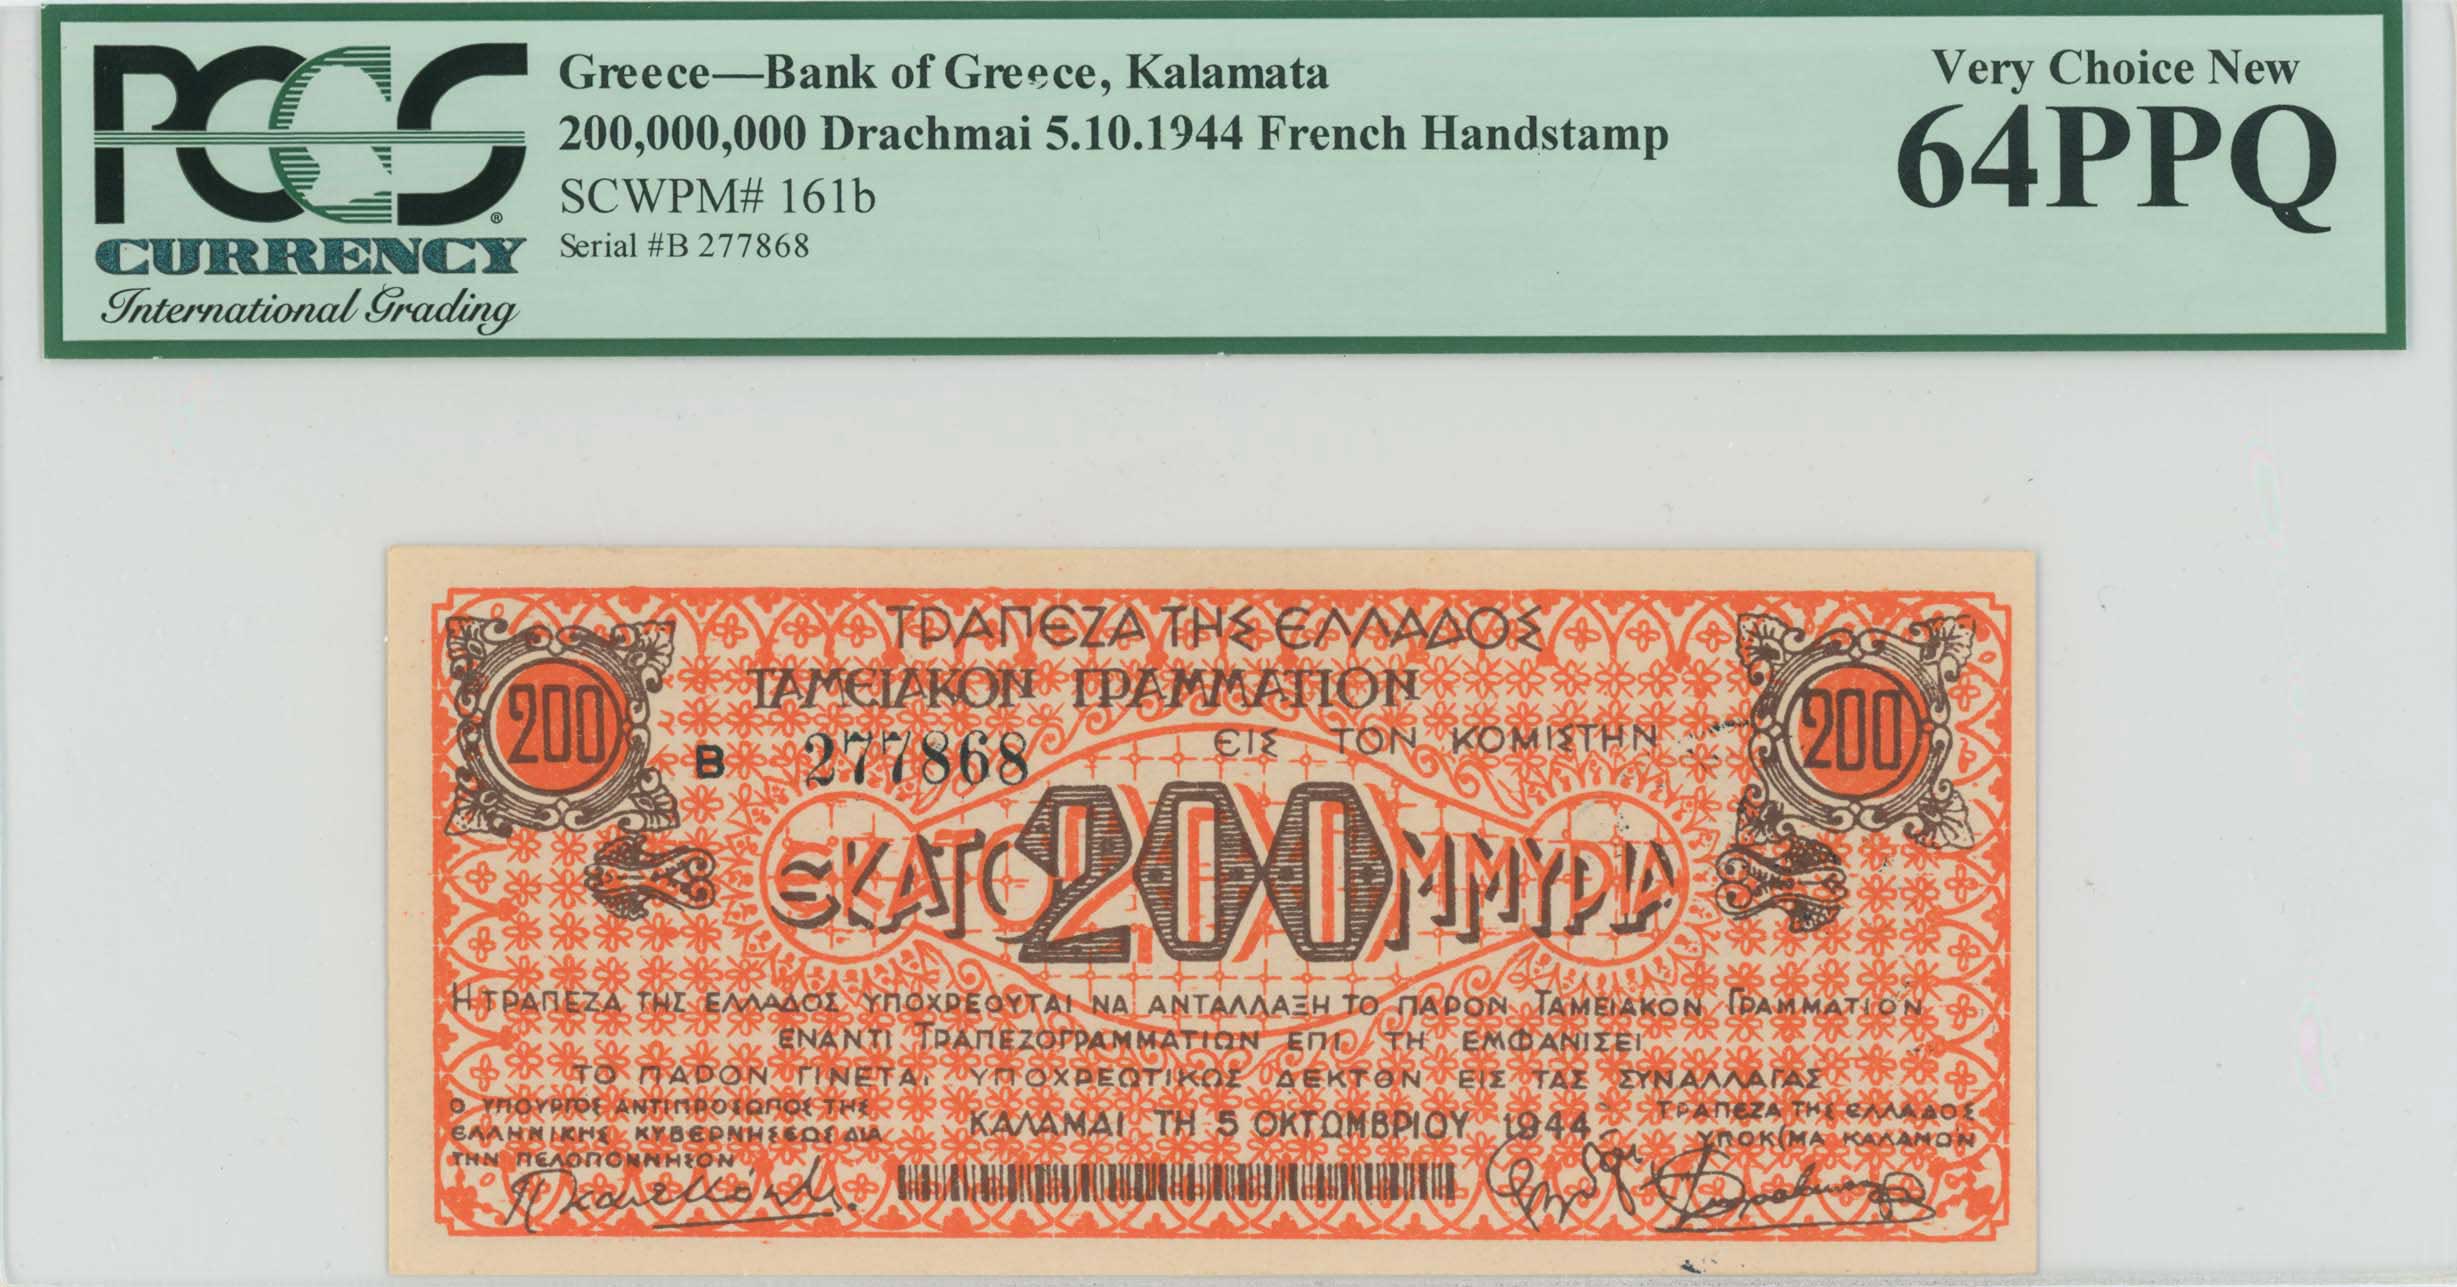 PCGS
CURRENCY
International Grading
Greece—Bank of Greece, Kalamata
200,000,000 Drachmai 5.10.1944 French Handstamp
SCWPM# 161b
Serial #B 277868
Very Choice New
64PPQ
ΤΡΑΠΕΖΑ ΤΗΣ ΕΛΛΑΔΟΣ
ΤΑΜΕΙΑΚΟΝ ΓΡΑΜΜΑΤΙΟΝ
200
200
Β 277868
ΕΙΣ ΤΟΝ ΚΟΜΙΣΤΗΝ
ΕΚΑΤΟ 200 ΜΜΥΡΙΑ
Η ΤΡΑΠΕΖΑ ΤΗΣ ΕΛΛΑΔΟΣ ΥΠΟΧΡΕΟΥΤΑΙ ΝΑ ΑΝΤΑΛΛΑΞΗ ΤΟ ΠΑΡΟΝ ΤΑΜΕΙΑΚΟΝ ΓΡΑΜΜΑΤΙΟΝ
ΕΝΑΝΤΙ ΤΡΑΠΕΖΟΓΡΑΜΜΑΤΙΩΝ ΕΠΙ ΤΗ ΕΜΦΑΝΙΣΕΙ
ΤΟ ΠΑΡΟΝ ΓΙΝΕΤΑΙ ΥΠΟΧΡΕΩΤΙΚΩΣ ΔΕΚΤΟΝ ΕΙΣ ΤΑΣ ΣΥΝΑΛΛΑΓΑΣ
Ο ΥΠΟΥΡΓΟΣ ΑΝΤΙΠΡΟΣΩΠΟΣ ΤΗΣ
ΕΛΛΗΝΙΚΗΣ ΚΥΒΕΡΝΗΣΕΩΣ ΔΙΑ
ΤΗΝ ΠΕΛΟΠΟΝΝΗΣΟΝ
ΚΑΛΑΜΑΙ ΤΗ 5 ΟΚΤΩΜΒΡΙΟΥ 1944
ΤΡΑΠΕΖΑ ΤΗΣ ΕΛΛΑΔΟΣ
ΥΠΟΚ/ΜΑ ΚΑΛΑΜΩΝ